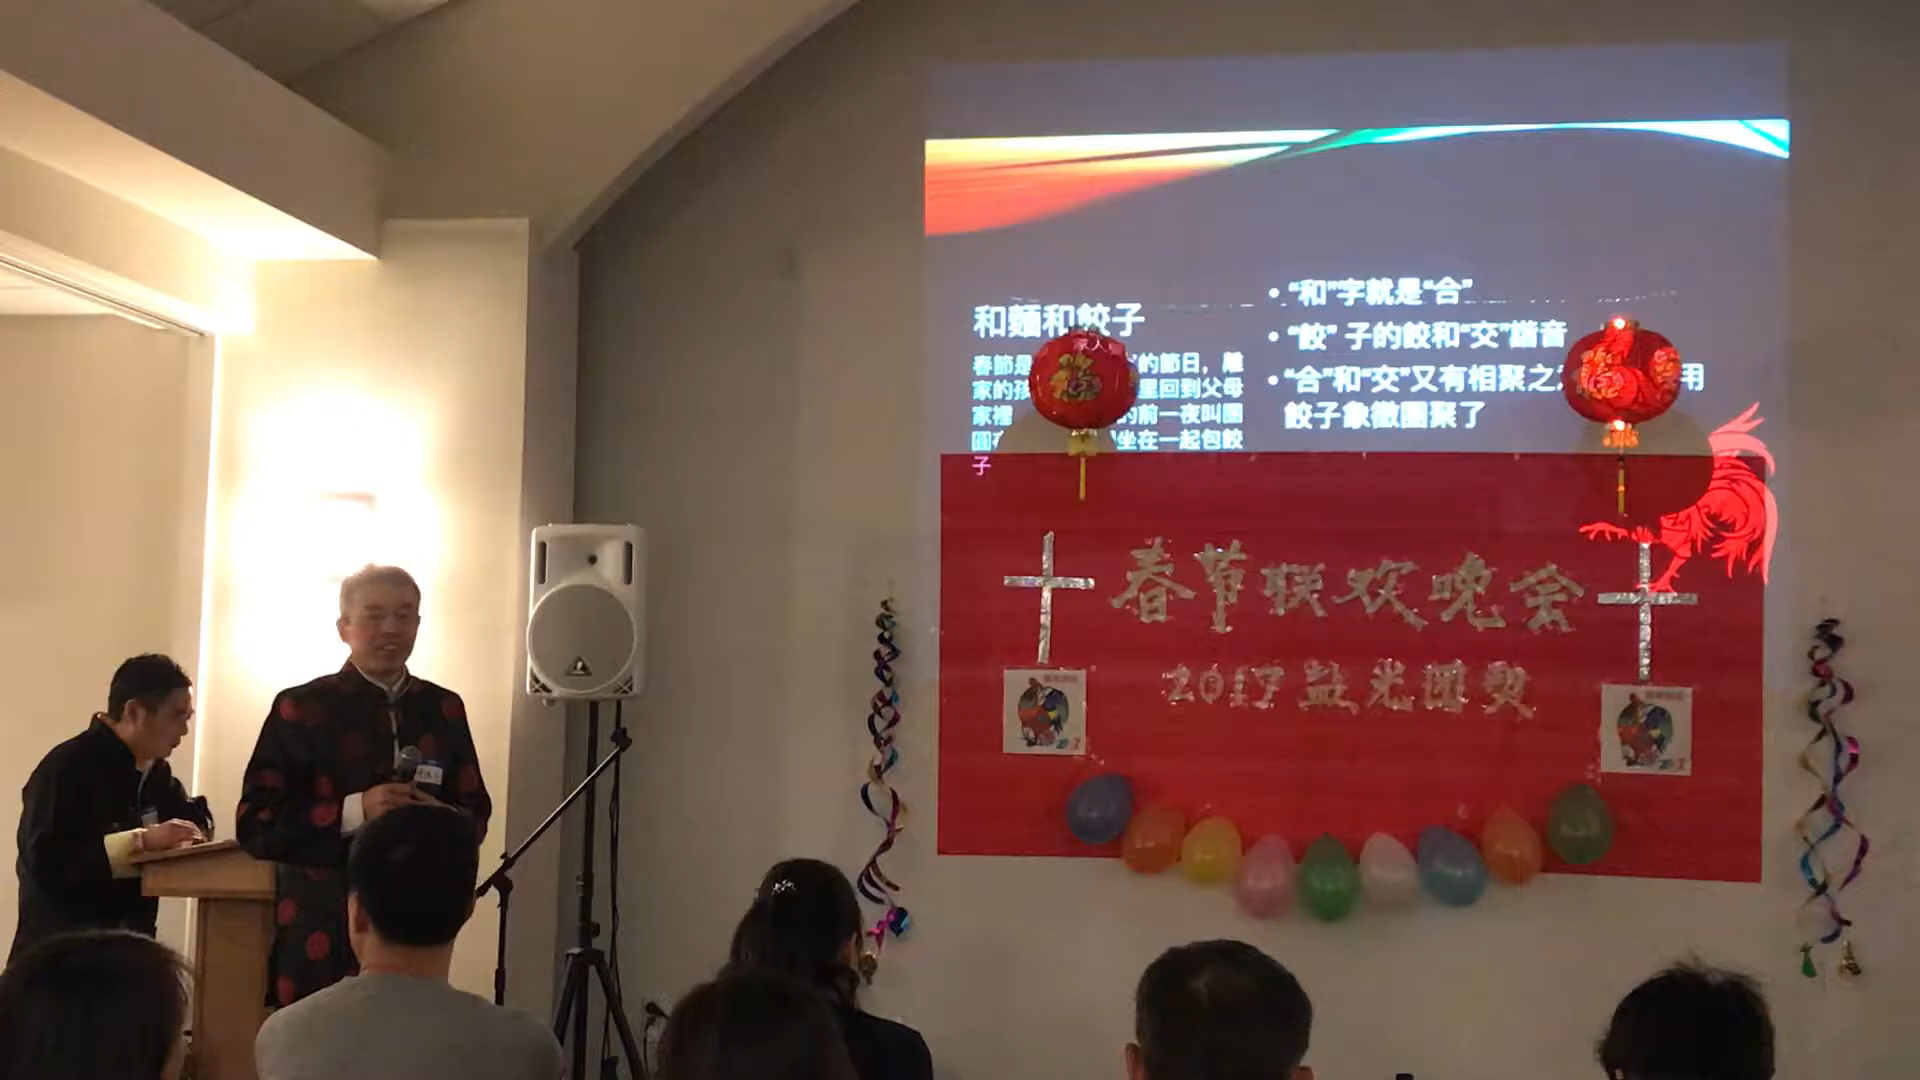 和麵和餃子
春節是 的節日，離
家的孩 里回到父母
家裡 的前一夜叫團
圓 坐在一起包餃
子
• “和”字就是“合”
• “餃” 子的餃和“交”諧音
• “合”和“交”又有相聚之 用
餃子象徵團聚了
春节联欢晚会
2017 盐光团契